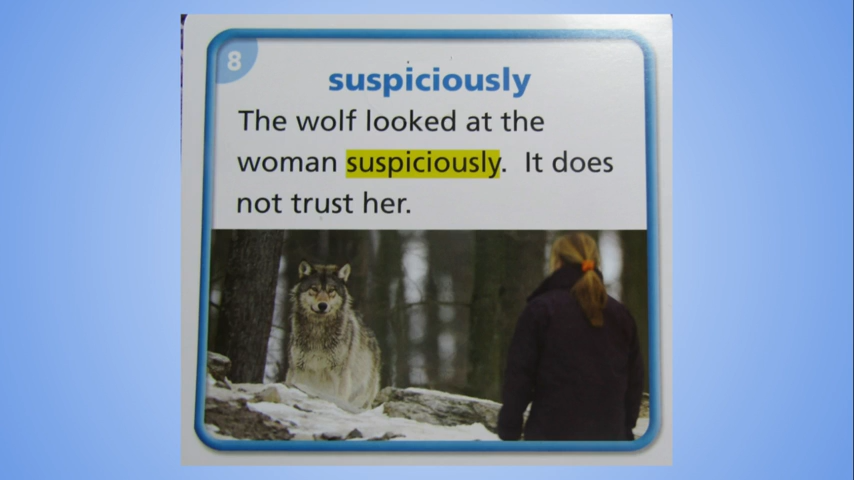 8
suspiciously
The wolf looked at the
woman suspiciously. It does
not trust her.